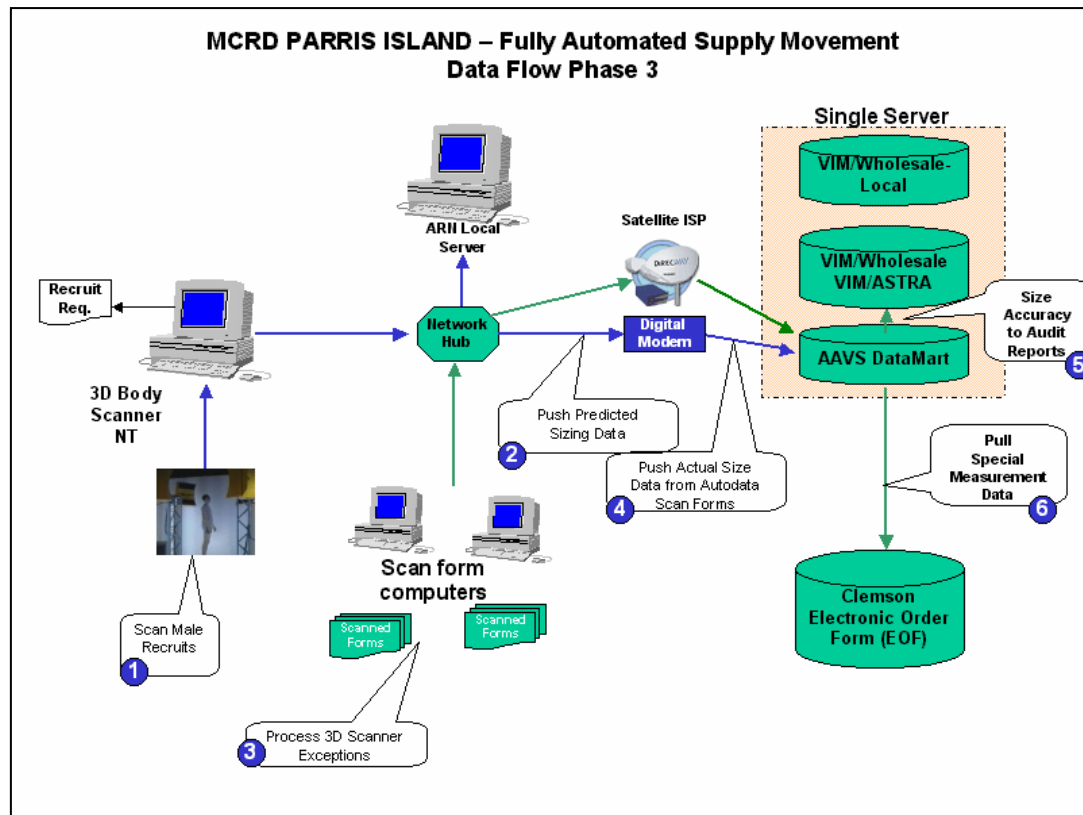 MCRD PARRIS ISLAND – Fully Automated Supply Movement
Data Flow Phase 3
Single Server
VIM/Wholesale-
Local
ARN Local
Server
Satellite ISP
DIRECWAY
VIM/Wholesale
VIM/ASTRA
Recruit
Req.
Network
Hub
Digital
Modem
AAVS DataMart
Size
Accuracy
to Audit
Reports
5
3D Body
Scanner
NT
Push Predicted
Sizing Data
2
Push Actual Size
Data from Autodata
Scan Forms
4
Pull
Special
Measurement
Data
6
Scan form
computers
Scanned
Forms
Scanned
Forms
Scan Male
Recruits
1
Clemson
Electronic Order
Form (EOF)
Process 3D Scanner
Exceptions
3